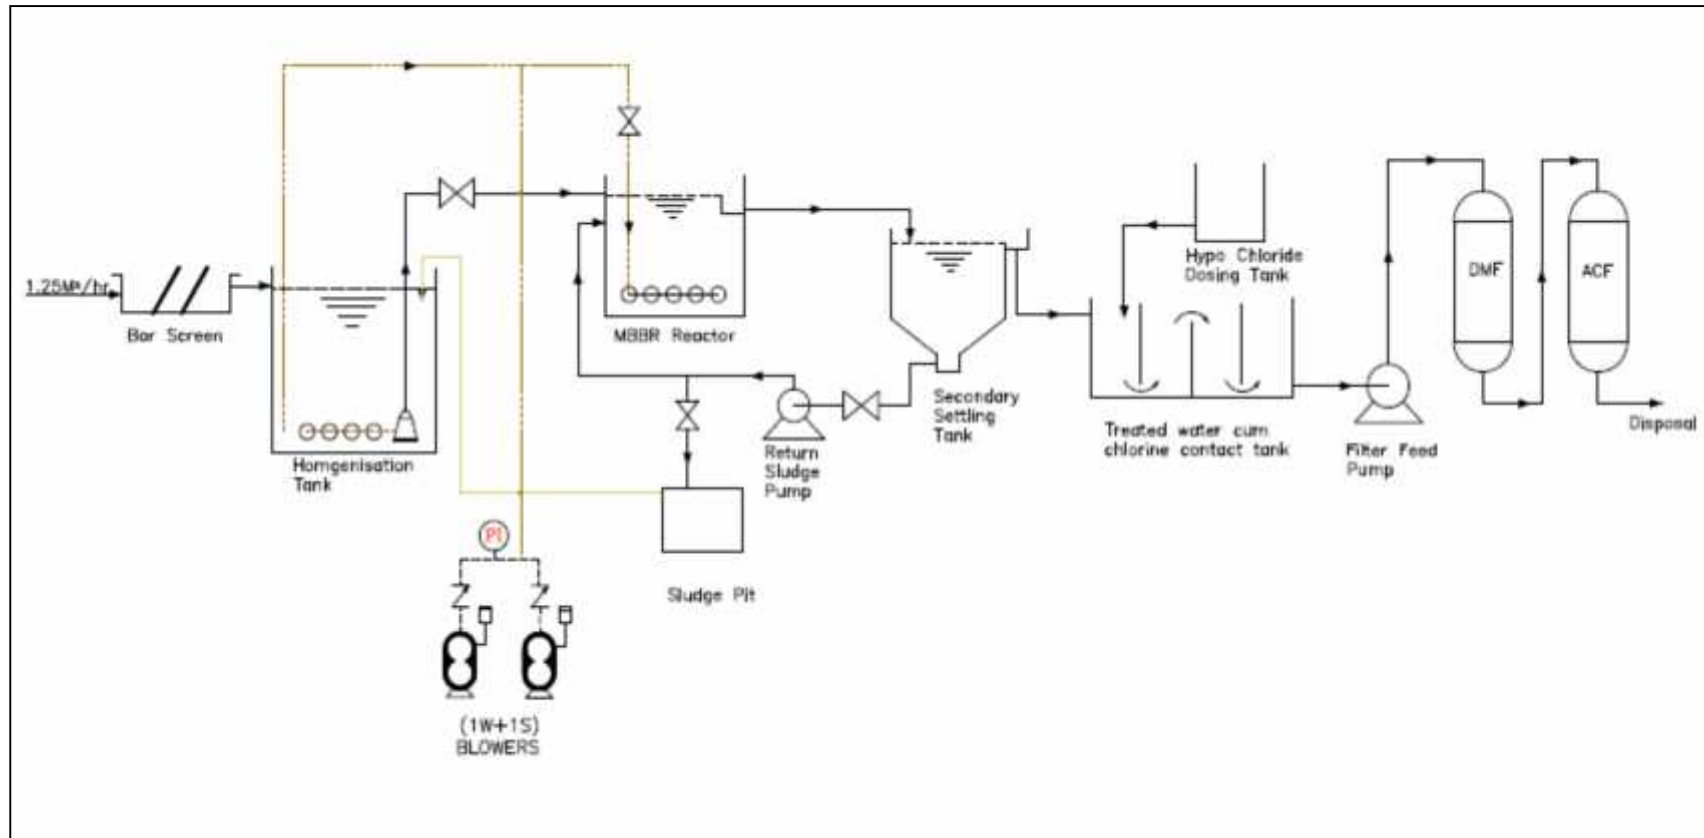 1.25M³/hr
Bar Screen
Homgenisation
Tank
MBBR Reactor
Return
Sludge
Pump
Sludge Pit
PI
(1W+1S)
BLOWERS
Secondary
Settling
Tank
Hypo Chloride
Dosing Tank
Treated water cum
chlorine contact tank
Filter Feed
Pump
DMF
ACF
Disposal